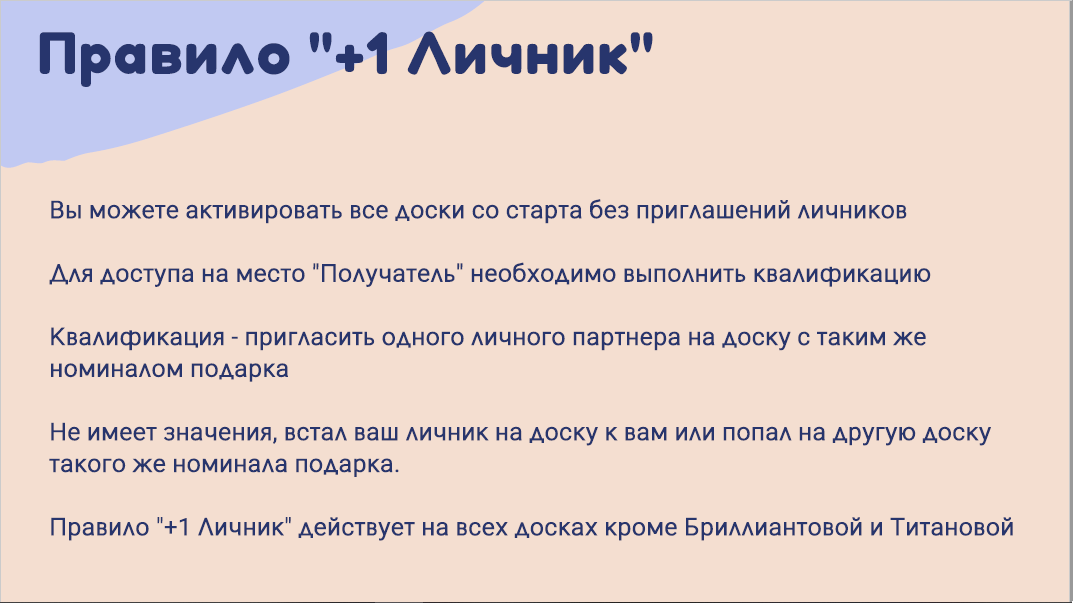 Правило "+1 Личник"
Вы можете активировать все доски со старта без приглашений личников
Для доступа на место "Получатель" необходимо выполнить квалификацию
Квалификация - пригласить одного личного партнера на доску с таким же
номиналом подарка
Не имеет значения, встал ваш личник на доску к вам или попал на другую доску
такого же номинала подарка.
Правило "+1 Личник" действует на всех досках кроме Бриллиантовой и Титановой